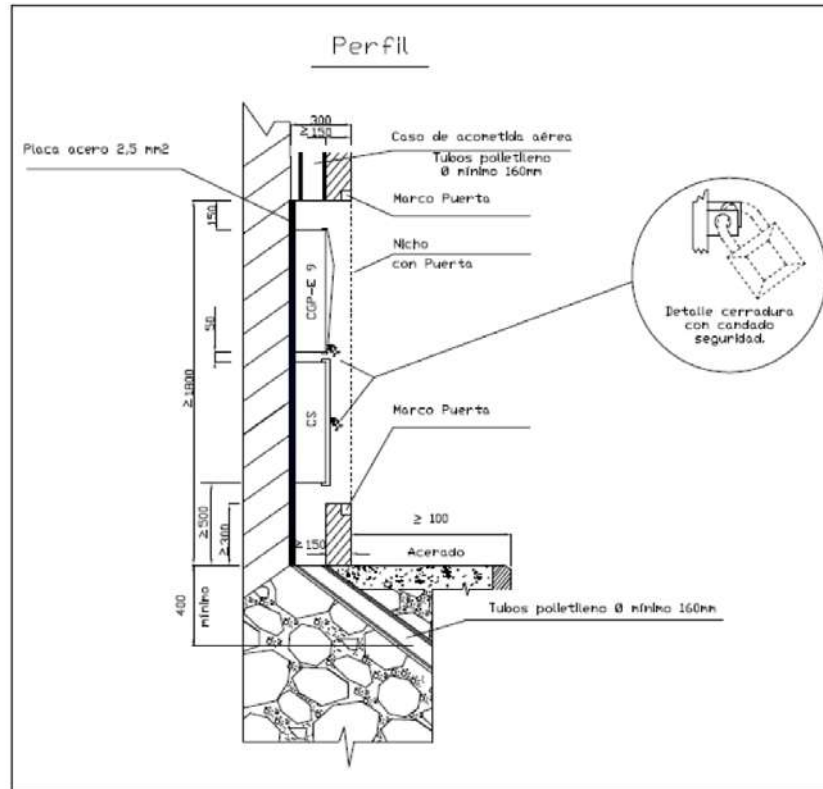 Perfil
300
≥150
Caso de acometida aérea
Placa acero 2,5 mm2
Tubos polietileno
Ø mínimo 160mm
Marco Puerta
150
Nicho
con Puerta
CGP-E 9
Detalle cerradura
con candado
seguridad.
50
≥1800
CS
Marco Puerta
≥500
≥300
≥150
≥ 100
Acerado
400
mínimo
Tubos polietileno Ø mínimo 160mm